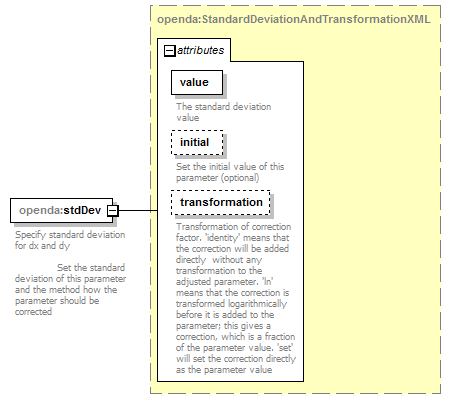 openda:StandardDeviationAndTransformationXML
attributes
value
The standard deviation
value
initial
Set the initial value of this
parameter (optional)
transformation
Transformation of correction
factor. 'identity' means that
the correction will be added
directly without any
transformation to the
adjusted parameter. 'ln'
means that the correction is
transformed logarithmically
before it is added to the
parameter; this gives a
correction, which is a fraction
of the parameter value. 'set'
will set the correction directly
as the parameter value
openda:stdDev
Specify standard deviation
for dx and dy
Set the standard
deviation of this parameter
and the method how the
parameter should be
corrected